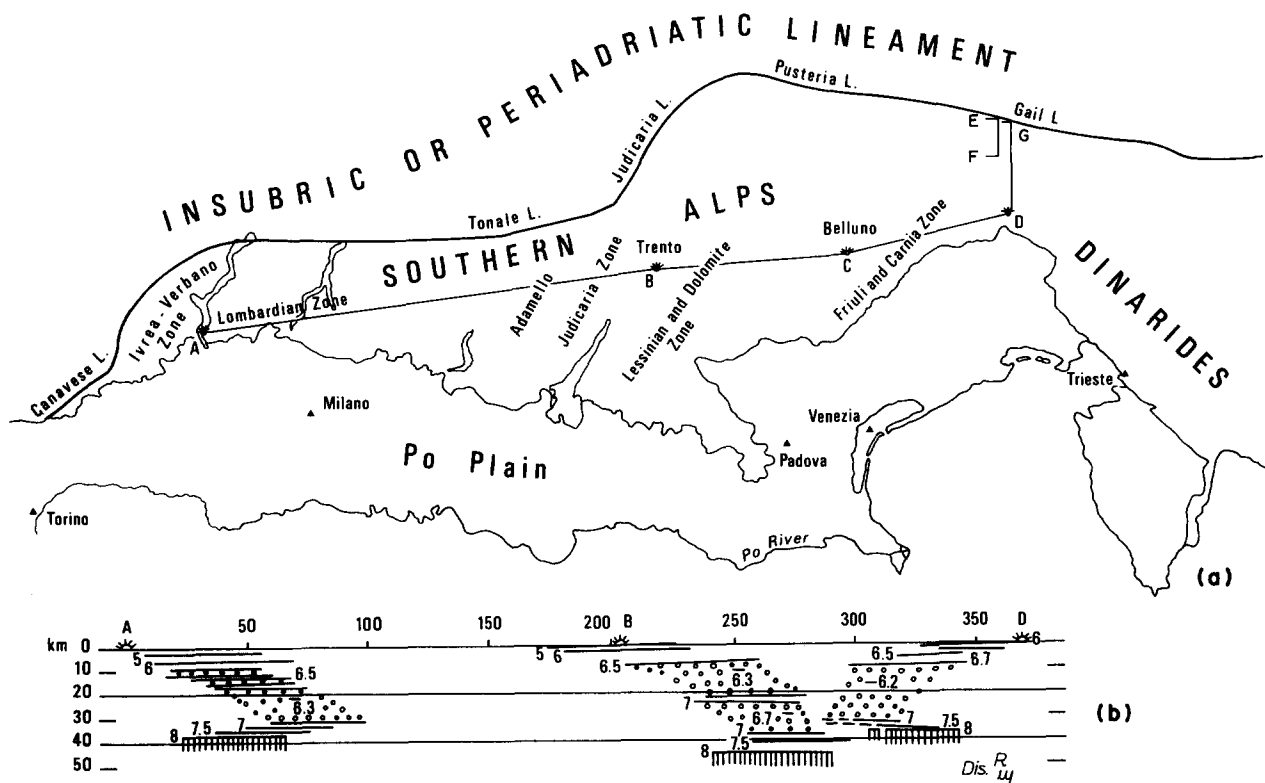 INSUBRIC OR PERIADRIATIC LINEAMENT
Pusteria L.
Gail L
E
G
F
Judicaria L.
Tonale L.
SOUTHERN ALPS
Belluno
D
Trento
C
B
Canavese L.
Ivrea-Verbano Zone
Lombardian Zone
A
Adamello
Judicaria Zone
Lessinian and Dolomite Zone
Friuli and Carnia Zone
DINARIDES
Trieste
Milano
Venezia
Padova
Po Plain
Torino
Po River
(a)
A 50 100 150 200 B 250 300 350 D
km 0
5 6 5 6 6.5 6.7 6
10 6.5 6.5 6.3 6.2
20
6.3 7 6.7
30 7 7 7.5 (b)
7.5 7
40 8 8 7.5 8
50
Dis. R